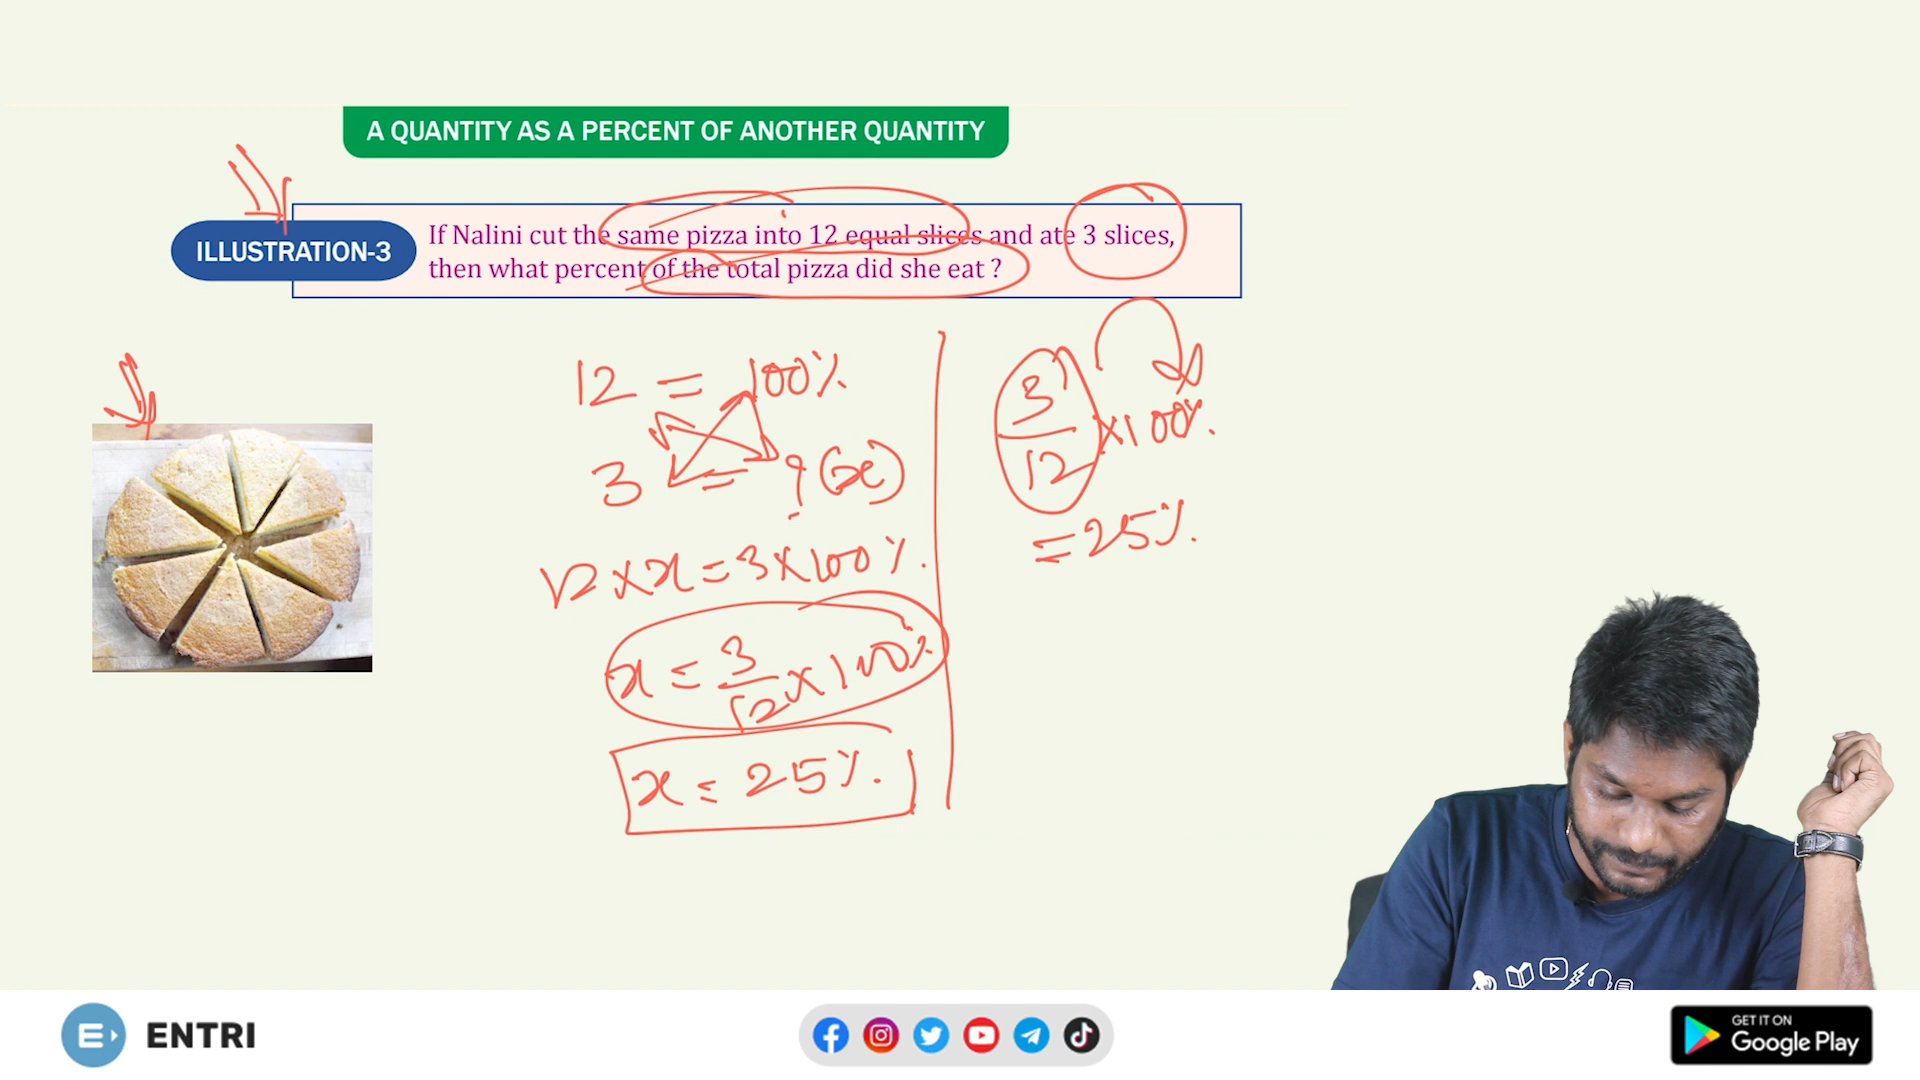 A QUANTITY AS A PERCENT OF ANOTHER QUANTITY
ILLUSTRATION-3
If Nalini cut the same pizza into 12 equal slices and ate 3 slices,
then what percent of the total pizza did she eat ?
12 = 100%
3 = ? (x)
12 × x = 3 × 100%.
x = 3/12 × 100%
x = 25%.
3/12 × 100%.
= 25%.
ENTRI
GET IT ON
Google Play